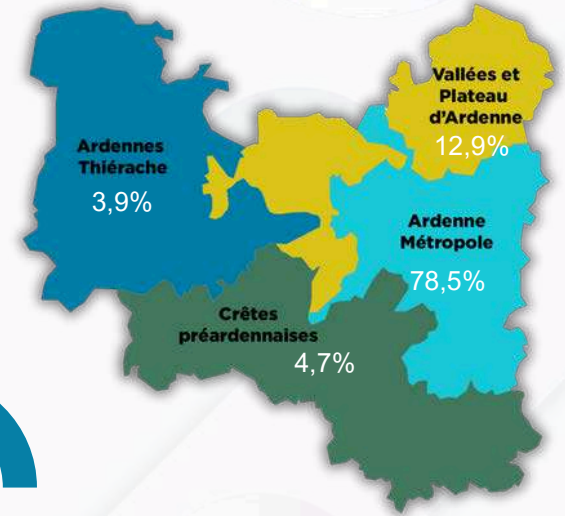 Vallées et
Plateau
d'Ardenne
12,9%
Ardennes
Thiérache
3,9%
Ardenne
Métropole
78,5%
Crêtes
préardennaises
4,7%